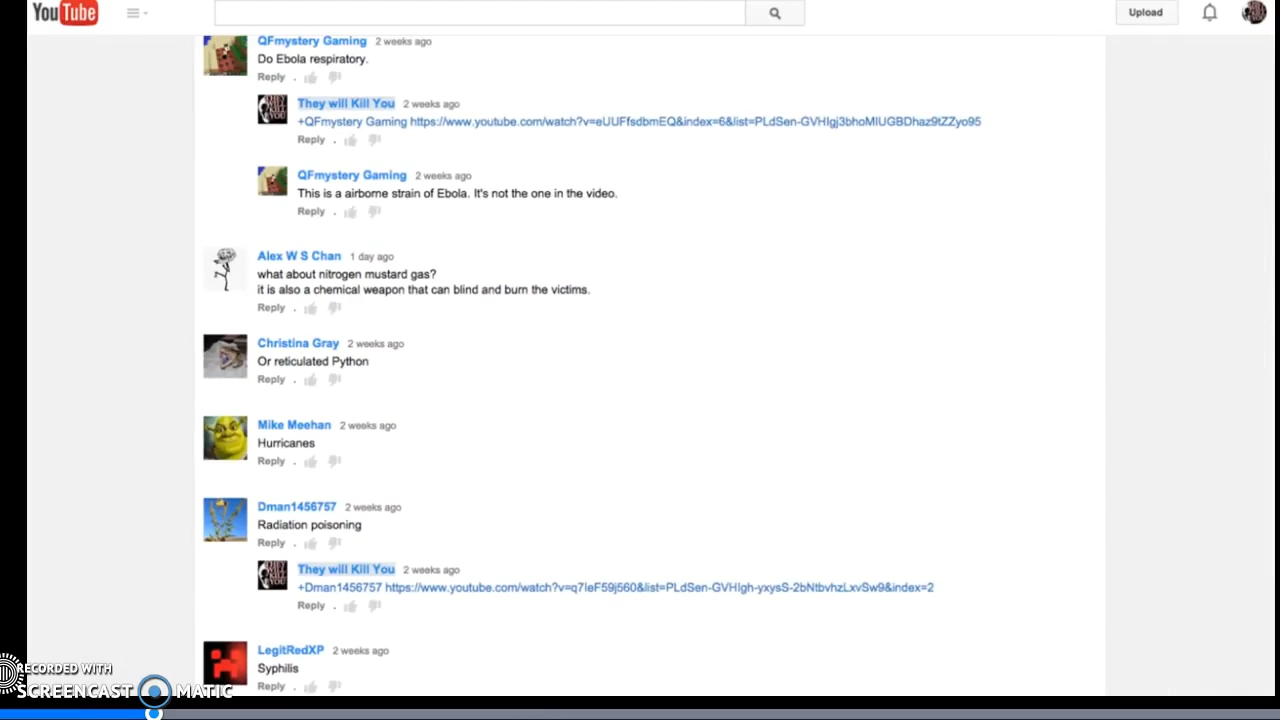 YouTube
Upload
QFmystery Gaming 2 weeks ago
Do Ebola respiratory.
Reply .
They will Kill You 2 weeks ago
+QFmystery Gaming https://www.youtube.com/watch?v=eUUFfsdbmEQ&index=6&list=PLdSen-GVHIgj3bhoMlUGBDhaz9tZZyo95
Reply .
QFmystery Gaming 2 weeks ago
This is a airborne strain of Ebola. It's not the one in the video.
Reply .
Alex W S Chan 1 day ago
what about nitrogen mustard gas?
it is also a chemical weapon that can blind and burn the victims.
Reply .
Christina Gray 2 weeks ago
Or reticulated Python
Reply .
Mike Meehan 2 weeks ago
Hurricanes
Reply .
Dman1456757 2 weeks ago
Radiation poisoning
Reply .
They will Kill You 2 weeks ago
+Dman1456757 https://www.youtube.com/watch?v=q7IeF59j560&list=PLdSen-GVHIgh-yxysS-2bNtbvhzLxvSw9&index=2
Reply .
LegitRedXP 2 weeks ago
Syphilis
Reply .
RECORDED WITH
SCREENCAST MATIC